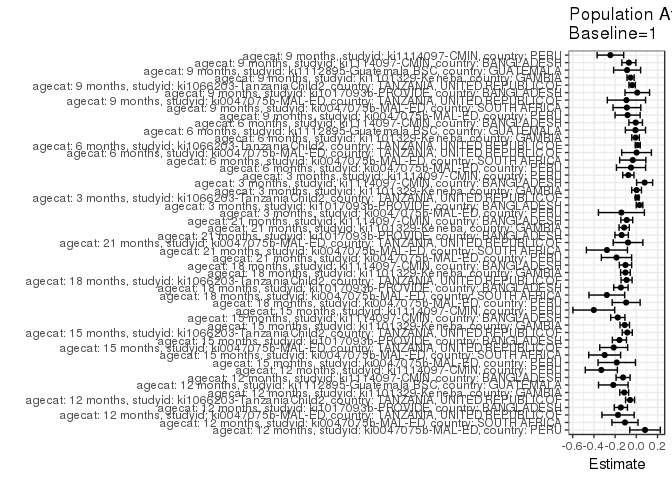 Population A
Baseline=1
agecat: 9 months, studyid: ki1114097-CMIN, country: PERU
agecat: 9 months, studyid: ki1114097-CMIN, country: BANGLADESH
agecat: 9 months, studyid: ki1112895-Guatemala BSC, country: GUATEMALA
agecat: 9 months, studyid: ki1101329-Keneba, country: GAMBIA
agecat: 9 months, studyid: ki1066203-TanzaniaChild2, country: TANZANIA, UNITED REPUBLIC OF
agecat: 9 months, studyid: ki1017093b-PROVIDE, country: BANGLADESH
agecat: 9 months, studyid: ki0047075b-MAL-ED, country: TANZANIA, UNITED REPUBLIC OF
agecat: 9 months, studyid: ki0047075b-MAL-ED, country: SOUTH AFRICA
agecat: 9 months, studyid: ki0047075b-MAL-ED, country: PERU
agecat: 6 months, studyid: ki1114097-CMIN, country: BANGLADESH
agecat: 6 months, studyid: ki1112895-Guatemala BSC, country: GUATEMALA
agecat: 6 months, studyid: ki1101329-Keneba, country: GAMBIA
agecat: 6 months, studyid: ki1066203-TanzaniaChild2, country: TANZANIA, UNITED REPUBLIC OF
agecat: 6 months, studyid: ki0047075b-MAL-ED, country: TANZANIA, UNITED REPUBLIC OF
agecat: 6 months, studyid: ki0047075b-MAL-ED, country: SOUTH AFRICA
agecat: 6 months, studyid: ki0047075b-MAL-ED, country: PERU
agecat: 3 months, studyid: ki1114097-CMIN, country: PERU
agecat: 3 months, studyid: ki1114097-CMIN, country: BANGLADESH
agecat: 3 months, studyid: ki1101329-Keneba, country: GAMBIA
agecat: 3 months, studyid: ki1066203-TanzaniaChild2, country: TANZANIA, UNITED REPUBLIC OF
agecat: 3 months, studyid: ki1017093b-PROVIDE, country: BANGLADESH
agecat: 3 months, studyid: ki0047075b-MAL-ED, country: PERU
agecat: 21 months, studyid: ki1114097-CMIN, country: BANGLADESH
agecat: 21 months, studyid: ki1101329-Keneba, country: GAMBIA
agecat: 21 months, studyid: ki1017093b-PROVIDE, country: BANGLADESH
agecat: 21 months, studyid: ki0047075b-MAL-ED, country: TANZANIA, UNITED REPUBLIC OF
agecat: 21 months, studyid: ki0047075b-MAL-ED, country: SOUTH AFRICA
agecat: 21 months, studyid: ki0047075b-MAL-ED, country: PERU
agecat: 18 months, studyid: ki1114097-CMIN, country: BANGLADESH
agecat: 18 months, studyid: ki1101329-Keneba, country: GAMBIA
agecat: 18 months, studyid: ki1066203-TanzaniaChild2, country: TANZANIA, UNITED REPUBLIC OF
agecat: 18 months, studyid: ki1017093b-PROVIDE, country: BANGLADESH
agecat: 18 months, studyid: ki0047075b-MAL-ED, country: SOUTH AFRICA
agecat: 18 months, studyid: ki0047075b-MAL-ED, country: PERU
agecat: 15 months, studyid: ki1114097-CMIN, country: PERU
agecat: 15 months, studyid: ki1114097-CMIN, country: BANGLADESH
agecat: 15 months, studyid: ki1101329-Keneba, country: GAMBIA
agecat: 15 months, studyid: ki1066203-TanzaniaChild2, country: TANZANIA, UNITED REPUBLIC OF
agecat: 15 months, studyid: ki1017093b-PROVIDE, country: BANGLADESH
agecat: 15 months, studyid: ki0047075b-MAL-ED, country: TANZANIA, UNITED REPUBLIC OF
agecat: 15 months, studyid: ki0047075b-MAL-ED, country: SOUTH AFRICA
agecat: 15 months, studyid: ki0047075b-MAL-ED, country: PERU
agecat: 12 months, studyid: ki1114097-CMIN, country: PERU
agecat: 12 months, studyid: ki1114097-CMIN, country: BANGLADESH
agecat: 12 months, studyid: ki1112895-Guatemala BSC, country: GUATEMALA
agecat: 12 months, studyid: ki1101329-Keneba, country: GAMBIA
agecat: 12 months, studyid: ki1066203-TanzaniaChild2, country: TANZANIA, UNITED REPUBLIC OF
agecat: 12 months, studyid: ki1017093b-PROVIDE, country: BANGLADESH
agecat: 12 months, studyid: ki0047075b-MAL-ED, country: TANZANIA, UNITED REPUBLIC OF
agecat: 12 months, studyid: ki0047075b-MAL-ED, country: SOUTH AFRICA
agecat: 12 months, studyid: ki0047075b-MAL-ED, country: PERU
-0.6 -0.4 -0.2 0.0 0.2
Estimate